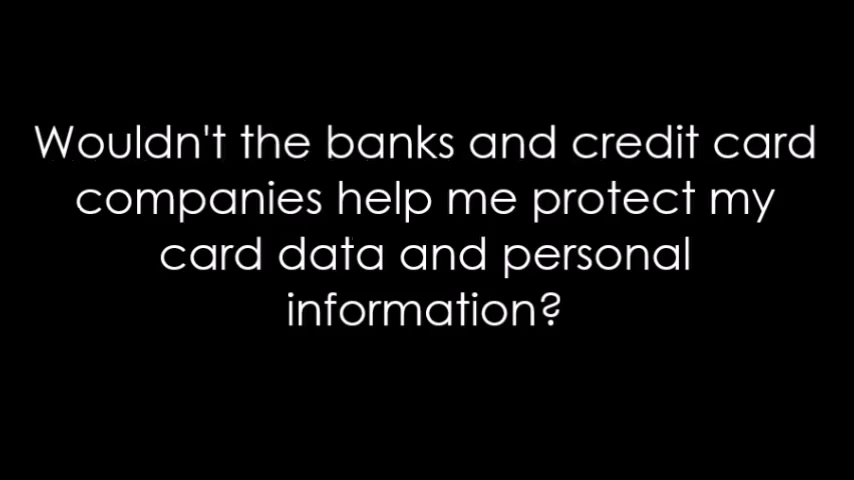 Wouldn't the banks and credit card
companies help me protect my
card data and personal
information?